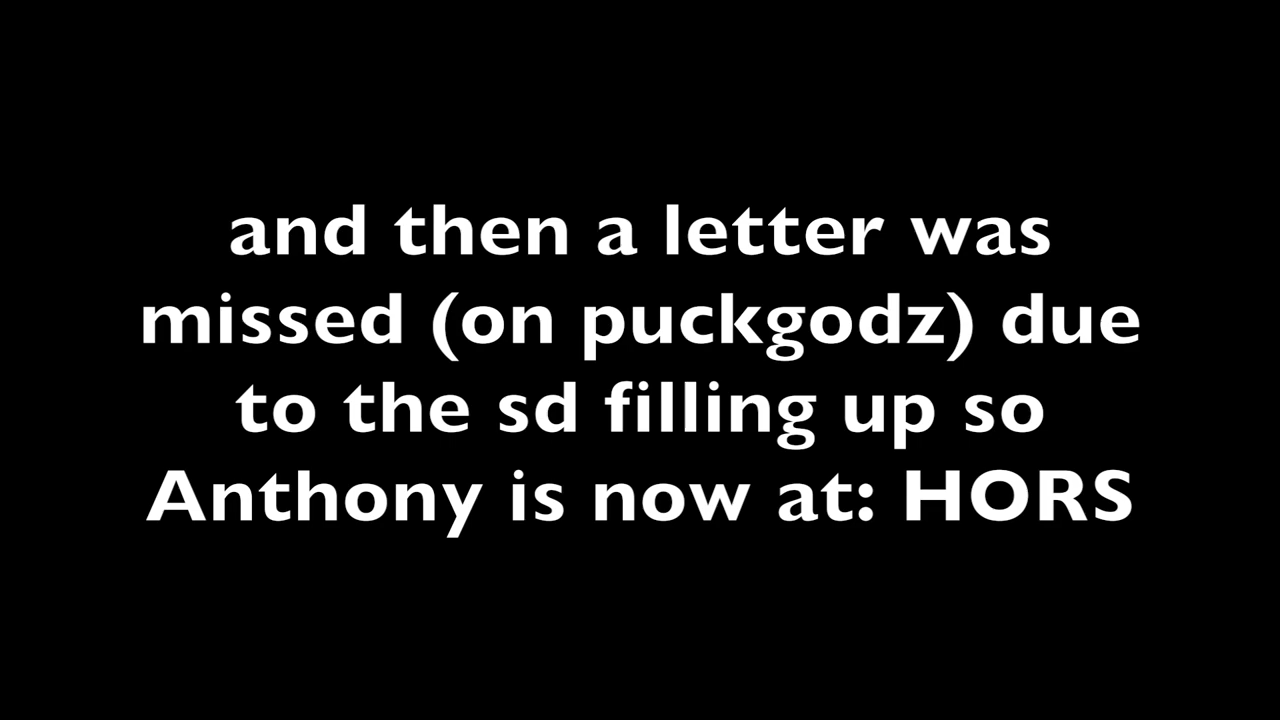 and then a letter was
missed (on puckgodz) due
to the sd filling up so
Anthony is now at: HORS